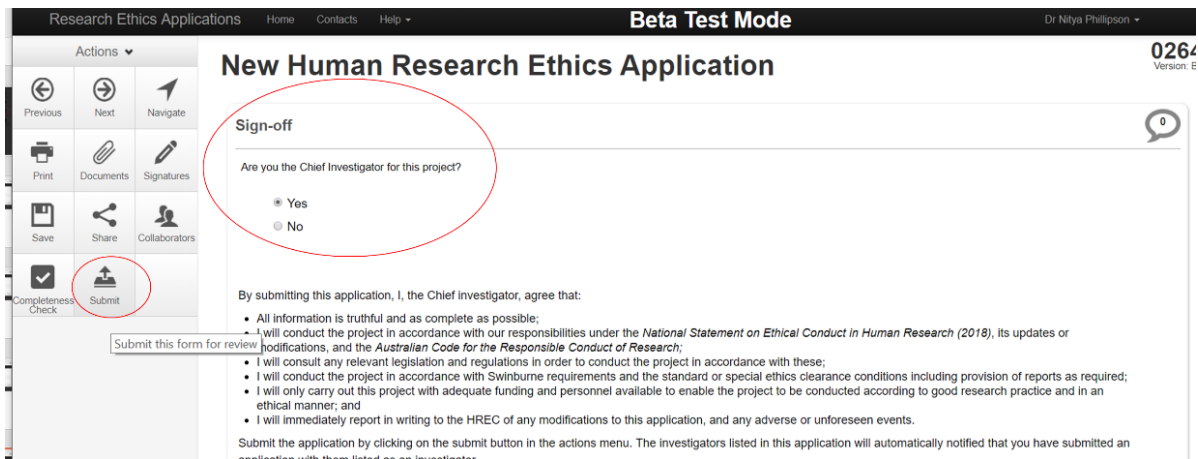 Research Ethics Applications Home Contacts Help Beta Test Mode Dr Nitya Phillipson
Actions
Previous Next Navigate
Print Documents Signatures
Save Share Collaborators
Completeness Check Submit
Submit this form for review
New Human Research Ethics Application
0264
Version: B
Sign-off
0
Are you the Chief Investigator for this project?
Yes
No
By submitting this application, I, the Chief investigator, agree that:
• All information is truthful and as complete as possible;
• I will conduct the project in accordance with our responsibilities under the National Statement on Ethical Conduct in Human Research (2018), its updates or
modifications, and the Australian Code for the Responsible Conduct of Research;
• I will consult any relevant legislation and regulations in order to conduct the project in accordance with these;
• I will conduct the project in accordance with Swinburne requirements and the standard or special ethics clearance conditions including provision of reports as required;
• I will only carry out this project with adequate funding and personnel available to enable the project to be conducted according to good research practice and in an
ethical manner; and
• I will immediately report in writing to the HREC of any modifications to this application, and any adverse or unforeseen events.
Submit the application by clicking on the submit button in the actions menu. The investigators listed in this application will automatically notified that you have submitted an
application with them listed as an investigator.